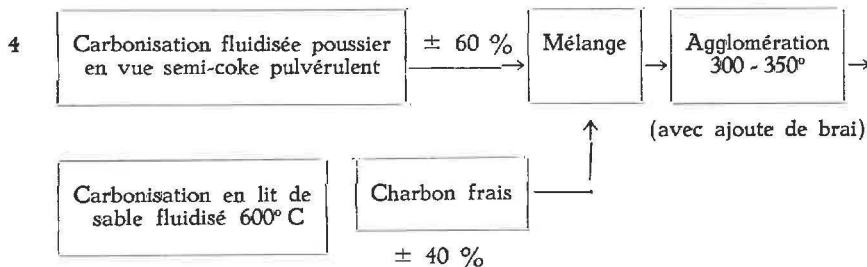 4
Carbonisation fluidisée poussier
en vue semi-coke pulvérulent
± 60 %
Mélange
Agglomération
300 - 350°
(avec ajoute de brai)
Carbonisation en lit de
sable fluidisé 600° C
Charbon frais
± 40 %